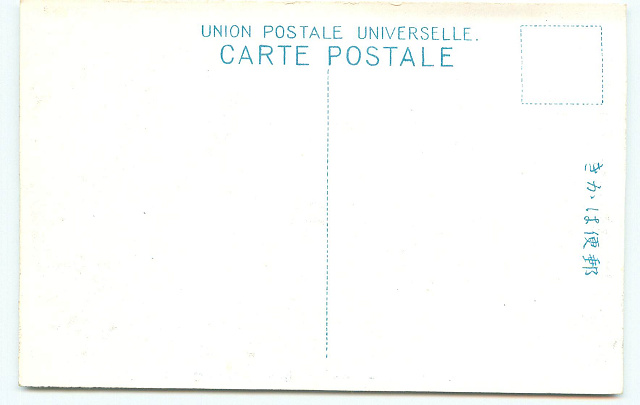 UNION POSTALE UNIVERSELLE.
CARTE POSTALE
きかは便郵